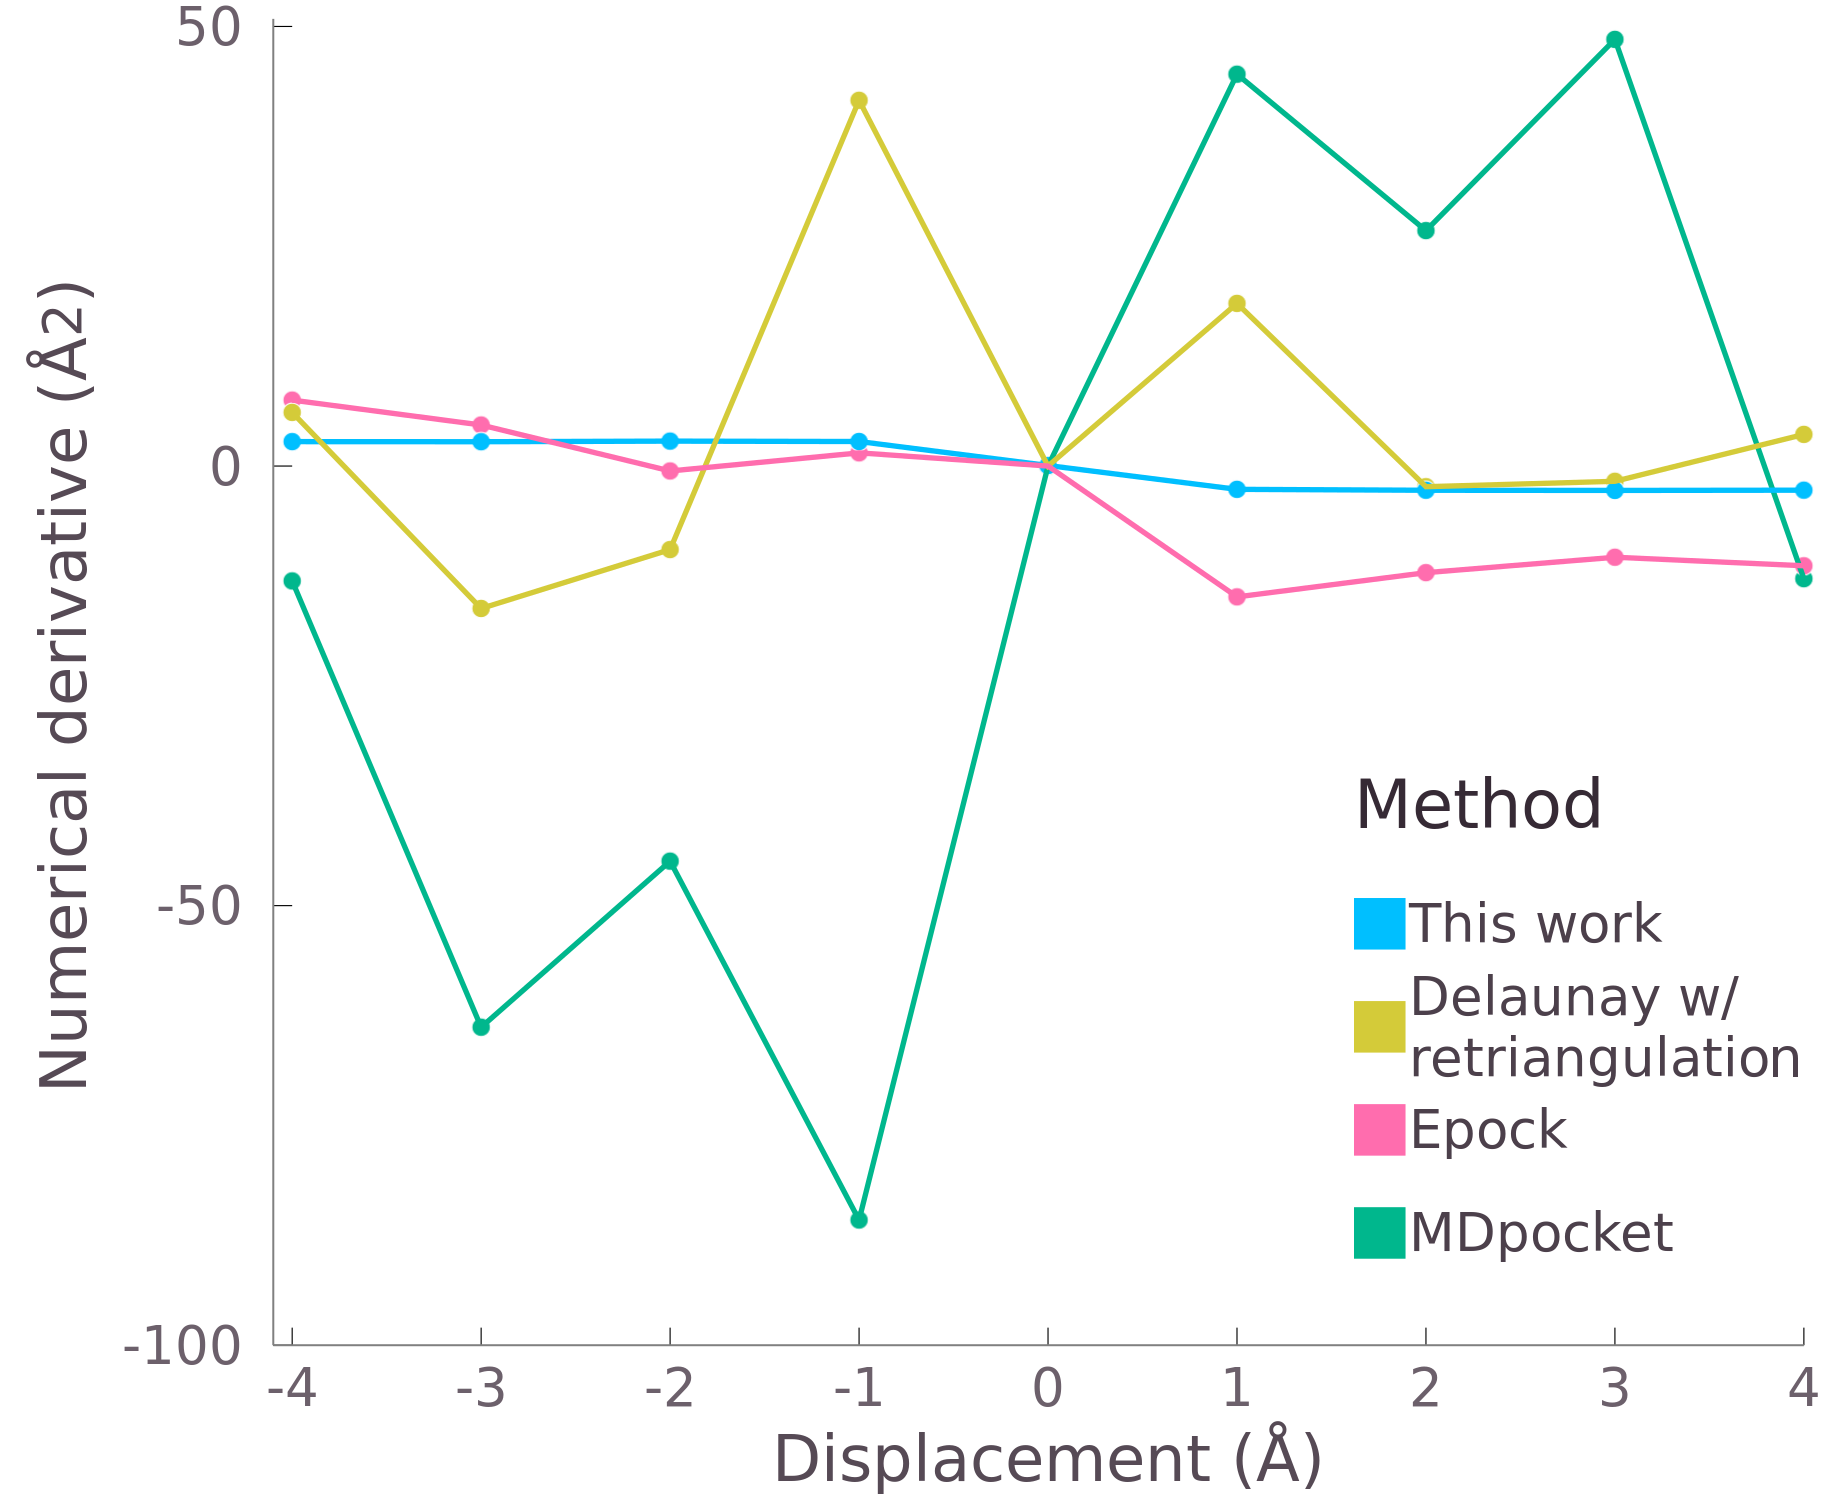 50
0
-50
-100
Numerical derivative (Å2)
-4 -3 -2 -1 0 1 2 3 4
Displacement (Å)
Method
This work
Delaunay w/
retriangulation
Epock
MDpocket